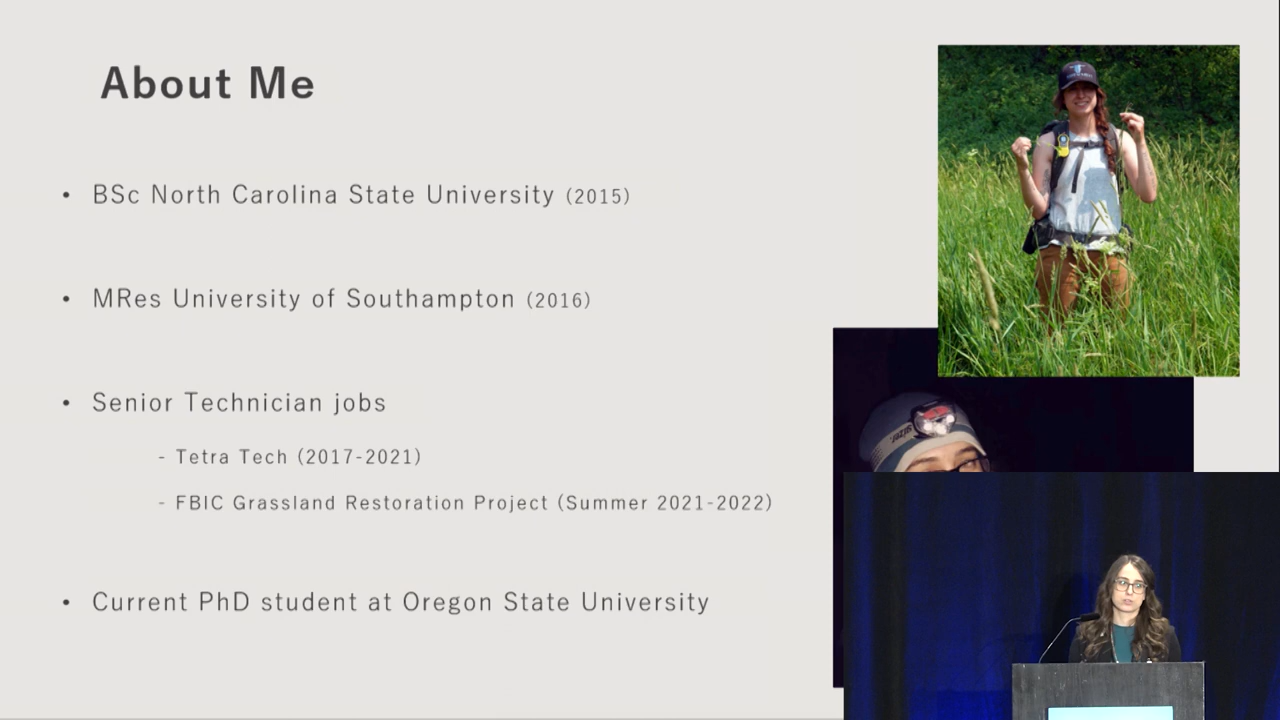 About Me
• BSc North Carolina State University (2015)
• MRes University of Southampton (2016)
• Senior Technician jobs
- Tetra Tech (2017-2021)
- FBIC Grassland Restoration Project (Summer 2021-2022)
• Current PhD student at Oregon State University